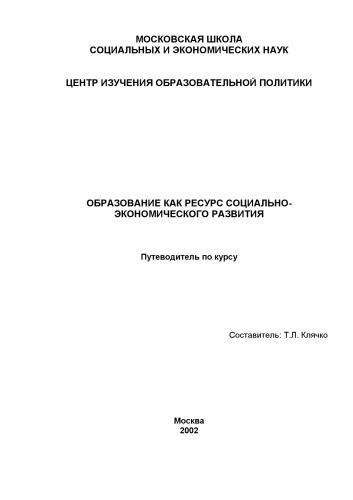 МОСКОВСКАЯ ШКОЛА
СОЦИАЛЬНЫХ И ЭКОНОМИЧЕСКИХ НАУК
ЦЕНТР ИЗУЧЕНИЯ ОБРАЗОВАТЕЛЬНОЙ ПОЛИТИКИ
ОБРАЗОВАНИЕ КАК РЕСУРС СОЦИАЛЬНО-
ЭКОНОМИЧЕСКОГО РАЗВИТИЯ
Путеводитель по курсу
Составитель: Т.Л. Клячко
Москва
2002